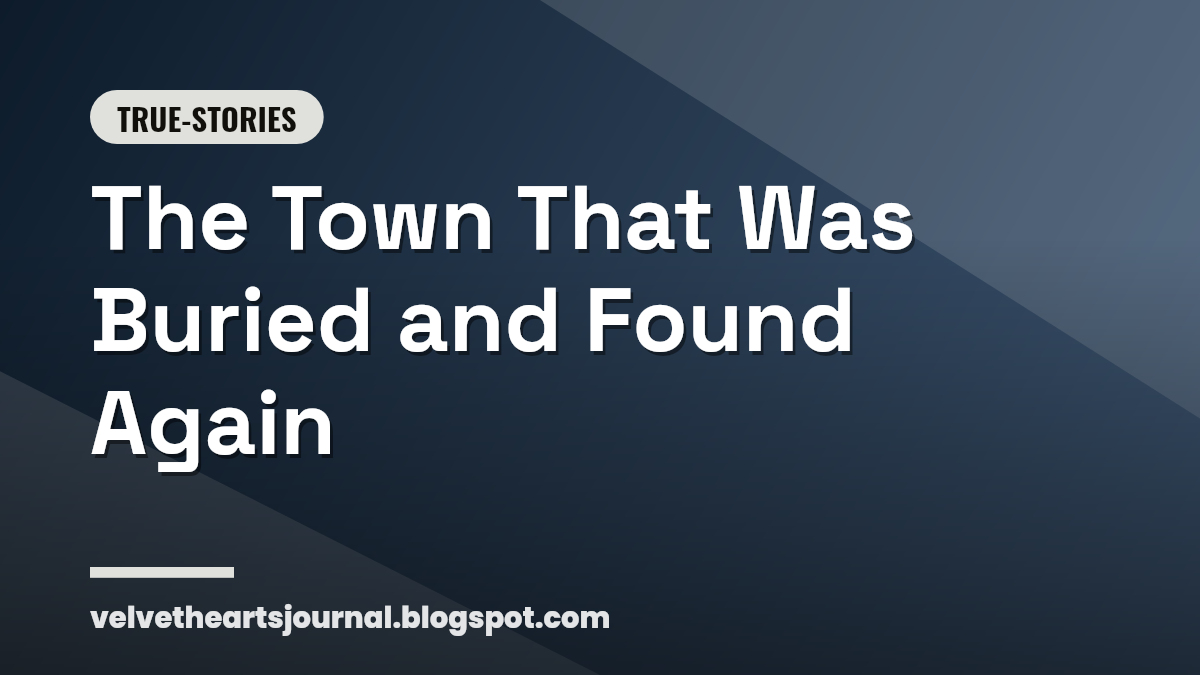 TRUE-STORIES
The Town That Was
Buried and Found
Again
velvetheartsjournal.blogspot.com